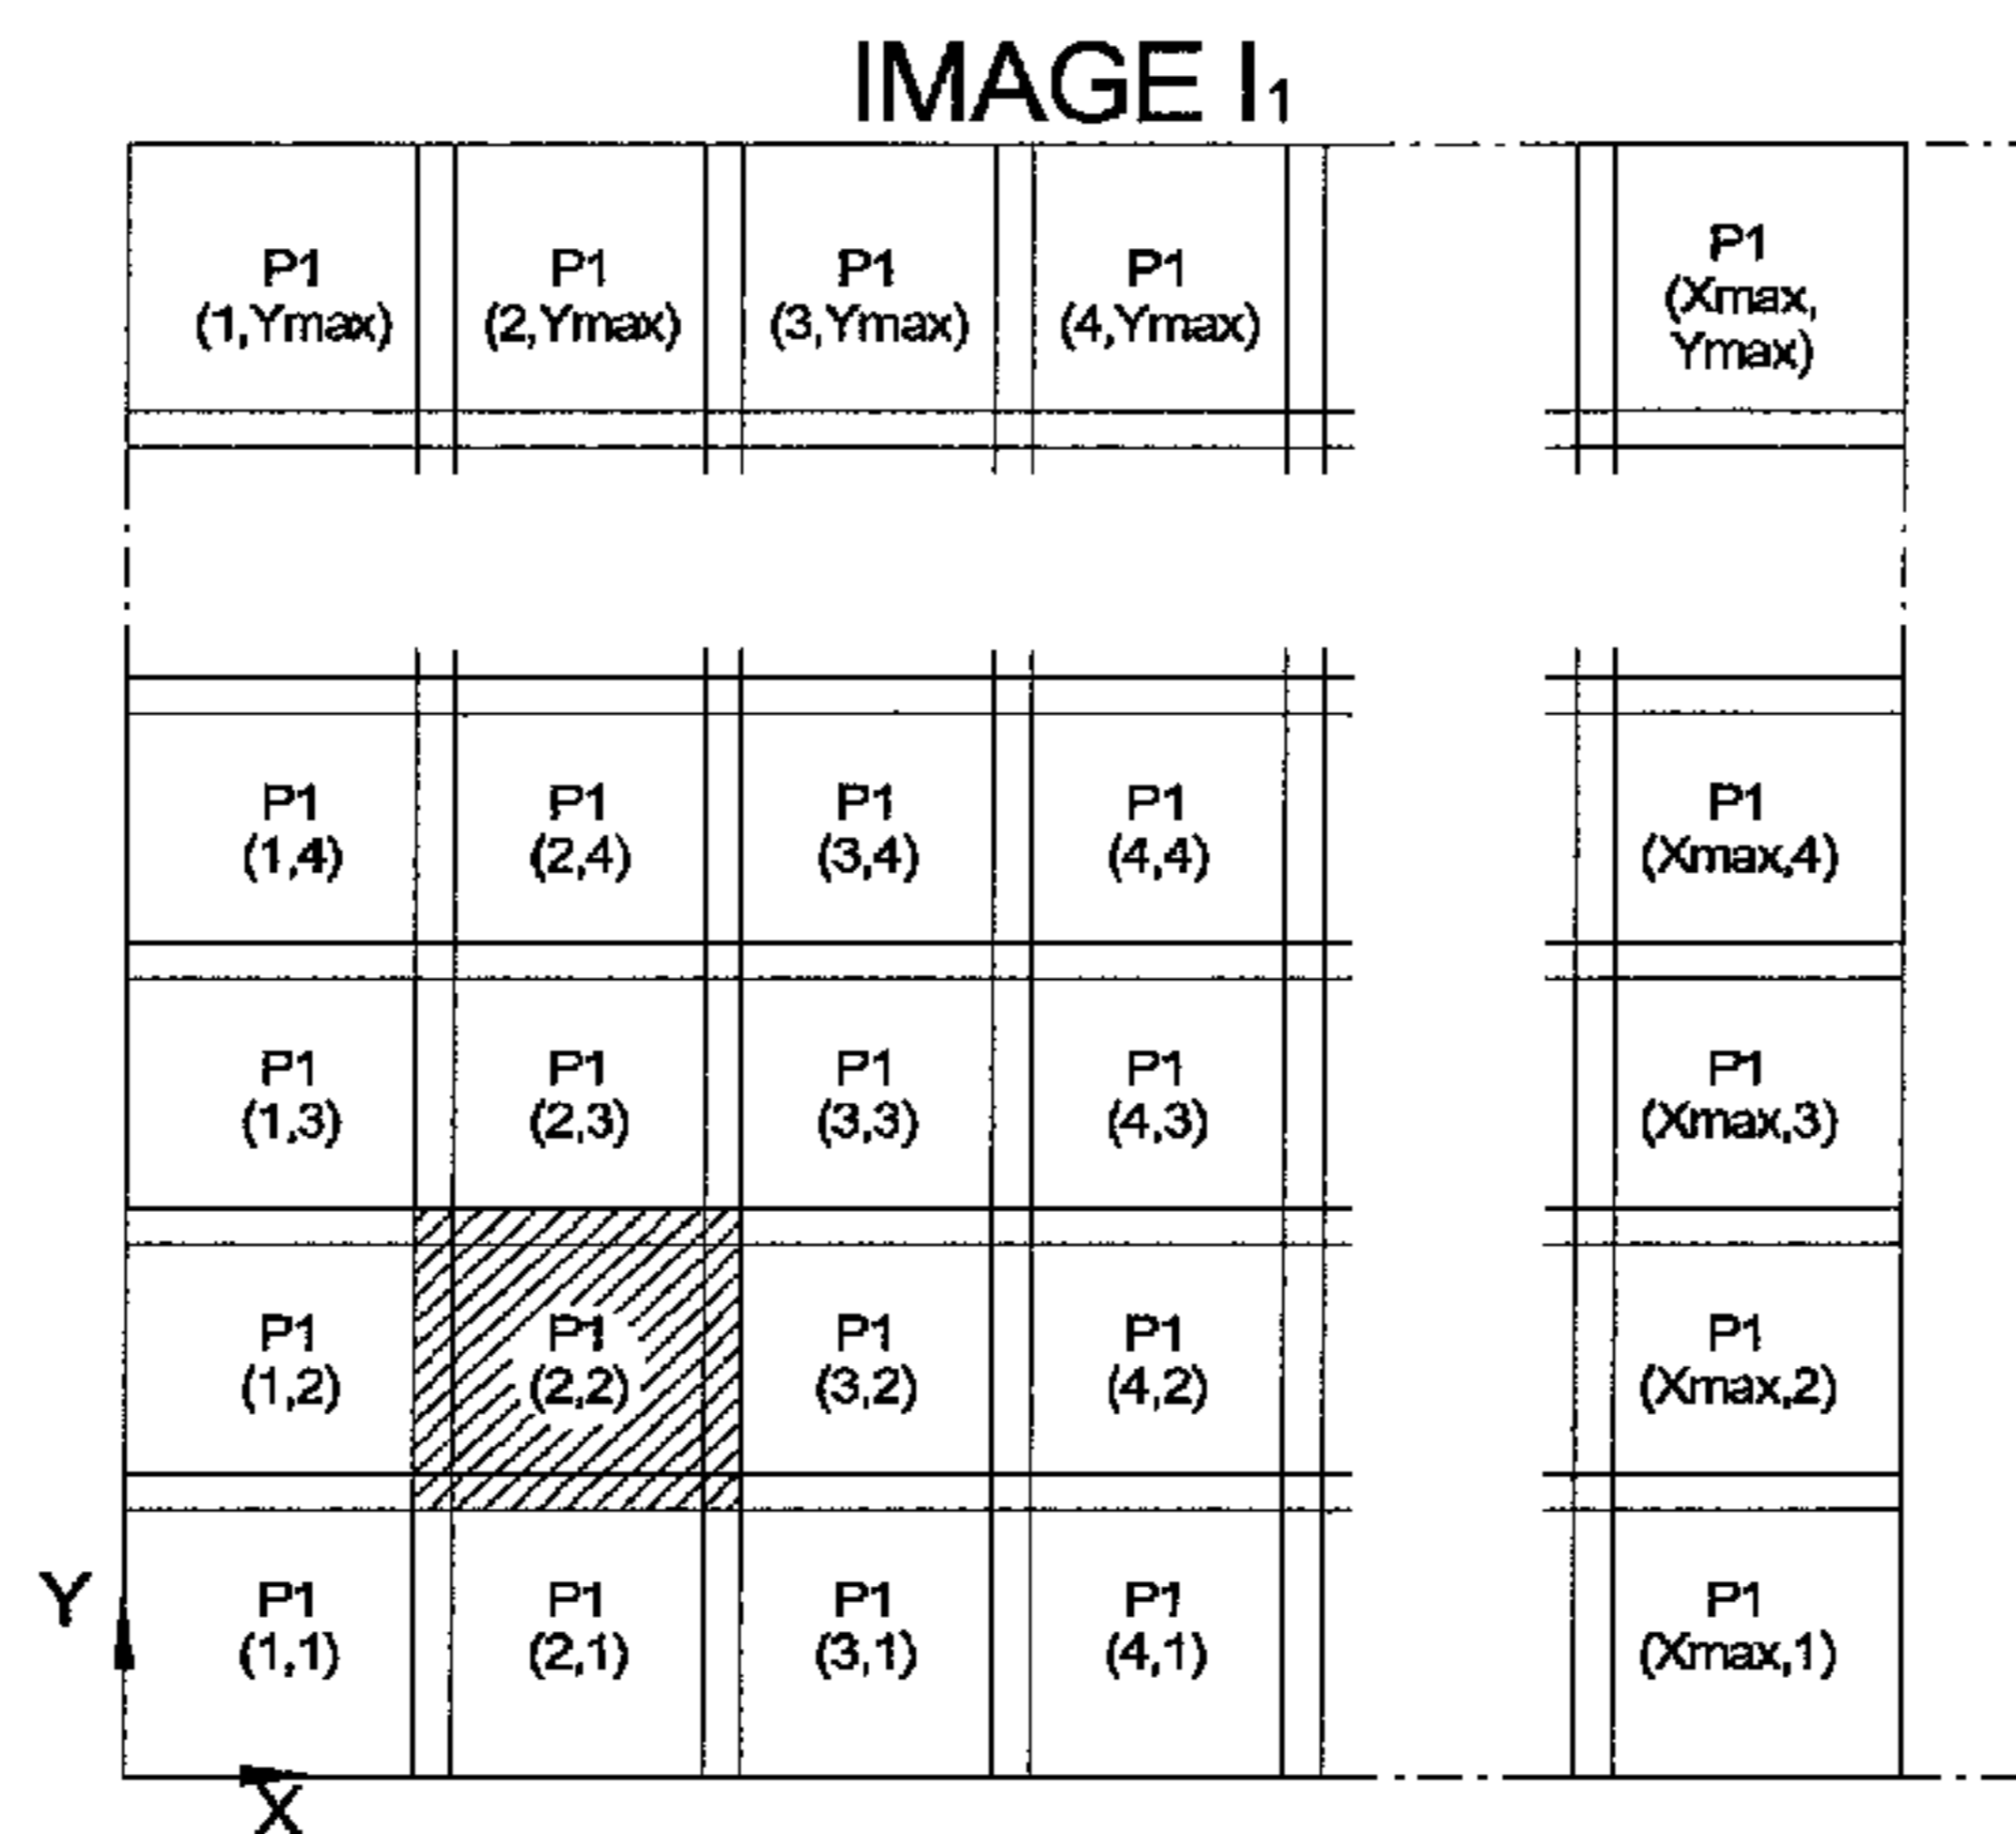 IMAGE I1
P1 P1 P1 P1 P1
(1,Ymax) (2,Ymax) (3,Ymax) (4,Ymax) (Xmax,
Ymax)
P1 P1 P1 P1 P1
(1,4) (2,4) (3,4) (4,4) (Xmax,4)
P1 P1 P1 P1 P1
(1,3) (2,3) (3,3) (4,3) (Xmax,3)
P1 P1 P1 P1 P1
(1,2) (2,2) (3,2) (4,2) (Xmax,2)
Y P1 P1 P1 P1 P1
(1,1) (2,1) (3,1) (4,1) (Xmax,1)
X